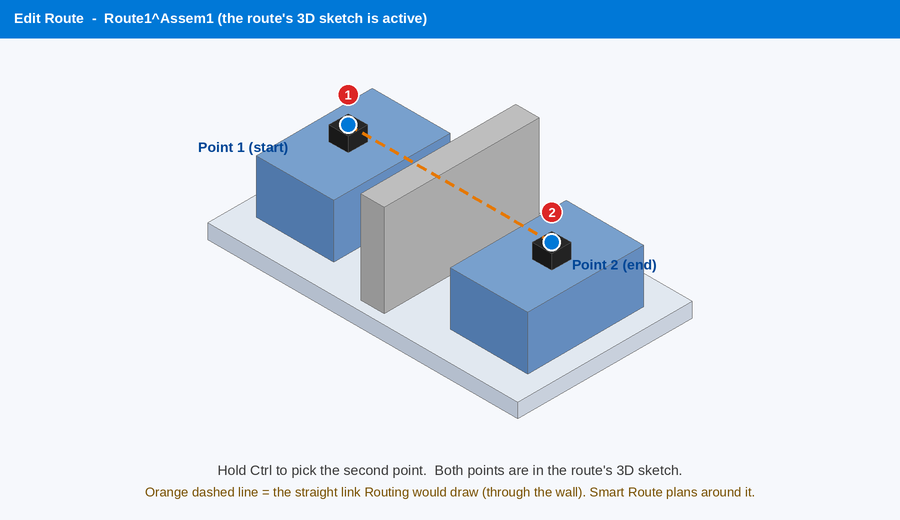 Edit Route  -  Route1^Assem1 (the route's 3D sketch is active)
1
Point 1 (start)
2
Point 2 (end)
Hold Ctrl to pick the second point.  Both points are in the route's 3D sketch.
Orange dashed line = the straight link Routing would draw (through the wall). Smart Route plans around it.